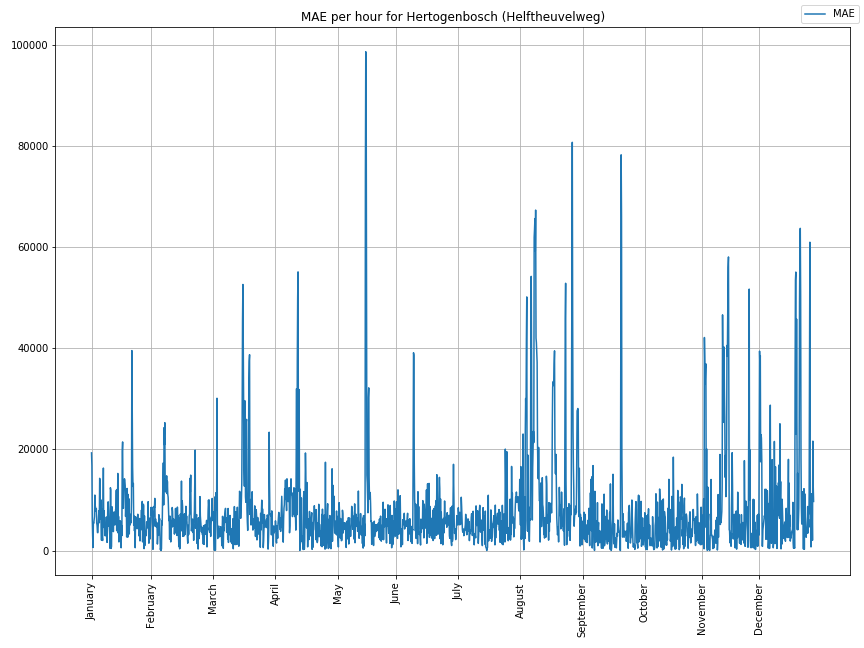 MAE per hour for Hertogenbosch (Helftheuvelweg)
MAE
100000
80000
60000
40000
20000
0
January
February
March
April
May
June
July
August
September
October
November
December